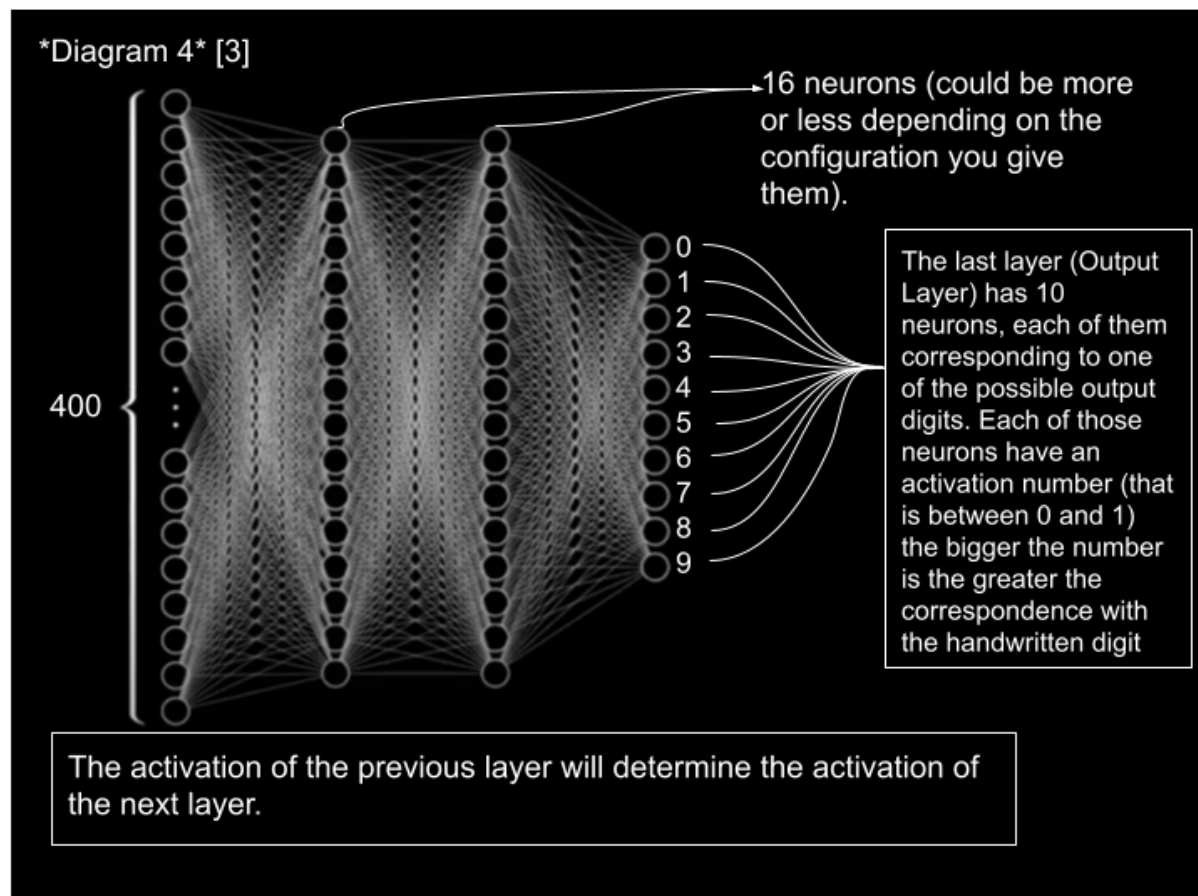 *Diagram 4* [3]
16 neurons (could be more
or less depending on the
configuration you give
them).
400
0
1
2
3
4
5
6
7
8
9
The last layer (Output
Layer) has 10
neurons, each of them
corresponding to one
of the possible output
digits. Each of those
neurons have an
activation number (that
is between 0 and 1)
the bigger the number
is the greater the
correspondence with
the handwritten digit
The activation of the previous layer will determine the activation of
the next layer.